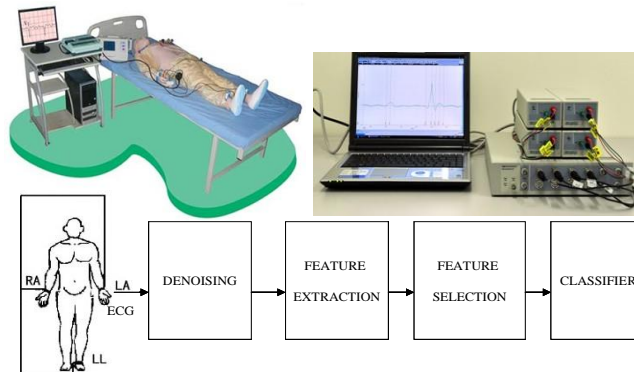 RA
LA
ECG
LL
DENOISING
FEATURE
EXTRACTION
FEATURE
SELECTION
CLASSIFIER